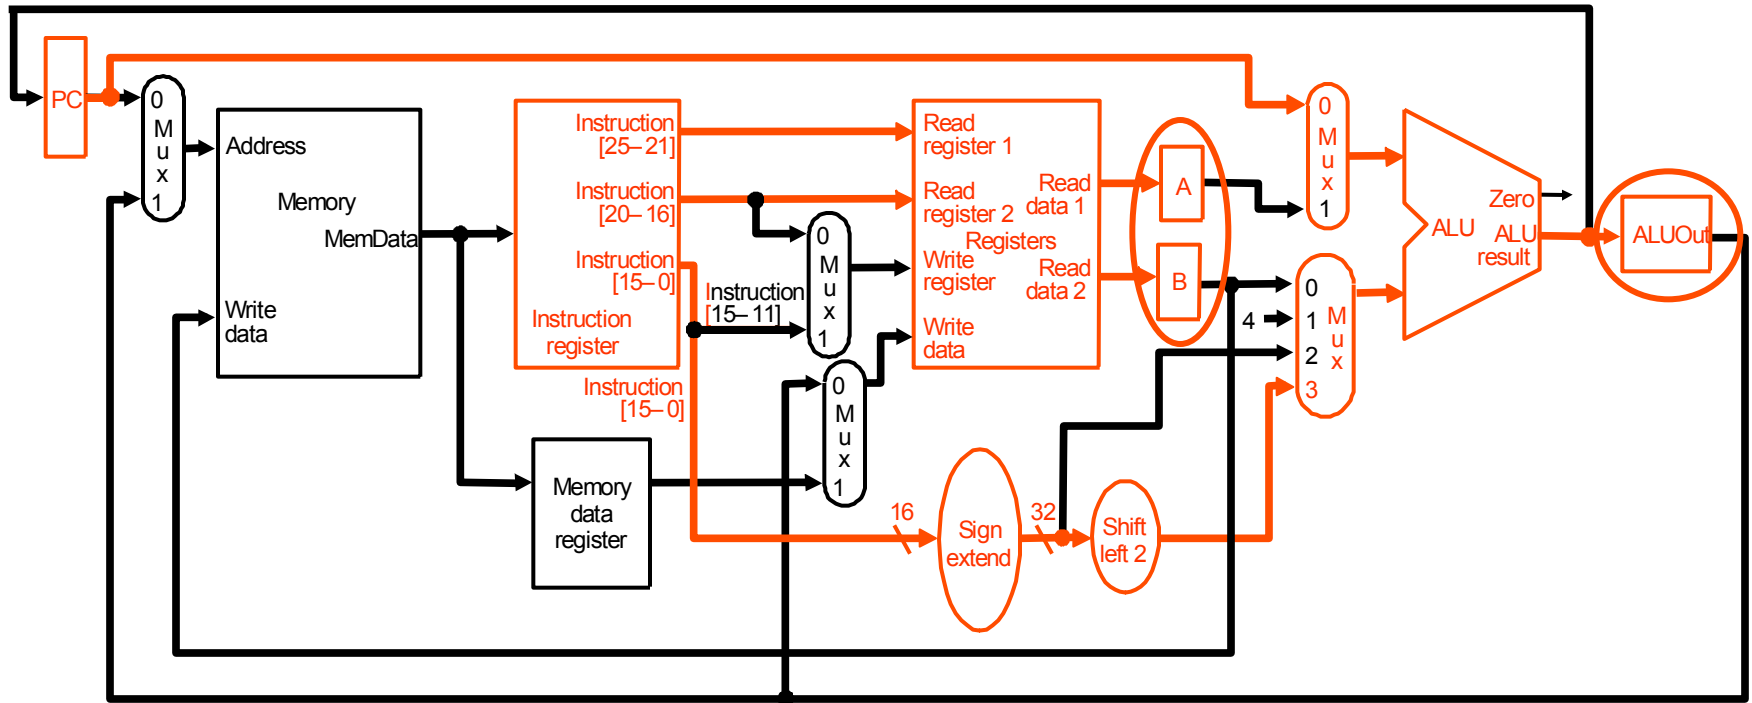 PC
0
M
u
x
1
Address
Memory
MemData
Write
data
Instruction
[25–21]
Instruction
[20–16]
Instruction
[15–0]
Instruction
register
Instruction
[15–0]
Instruction
[15–11]
0
M
u
x
1
0
M
u
x
1
Memory
data
register
Read
register 1
Read
register 2
Registers
Write
register
Write
data
Read
data 1
Read
data 2
A
B
16
Sign
extend
32
Shift
left 2
4
0
M
u
x
1
0
1
2
3
M
u
x
Zero
ALU
ALU
result
ALUOut